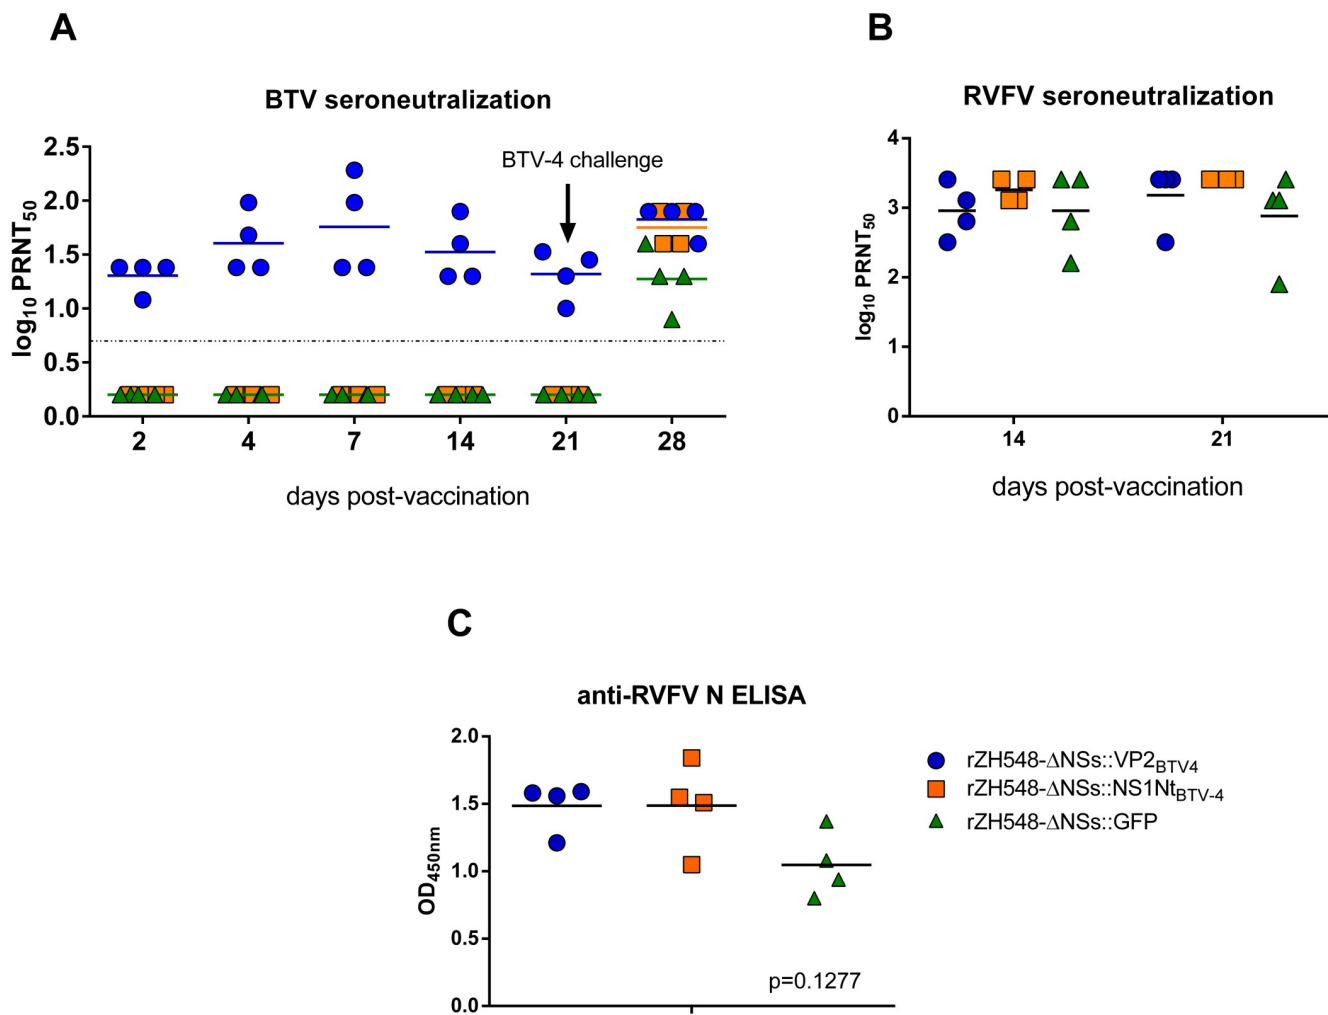 A
BTV seroneutralization
log₁₀ PRNT₅₀
2.5
2.0
1.5
1.0
0.5
0.0
BTV-4 challenge
2 4 7 14 21 28
days post-vaccination
B
RVFV seroneutralization
log₁₀ PRNT₅₀
4
3
2
1
0
14 21
days post-vaccination
C
anti-RVFV N ELISA
OD₄₅₀ₙₘ
2.0
1.5
1.0
0.5
0.0
p=0.1277
rZH548-ΔNSs::VP2BTV4
rZH548-ΔNSs::NS1NtBTV-4
rZH548-ΔNSs::GFP